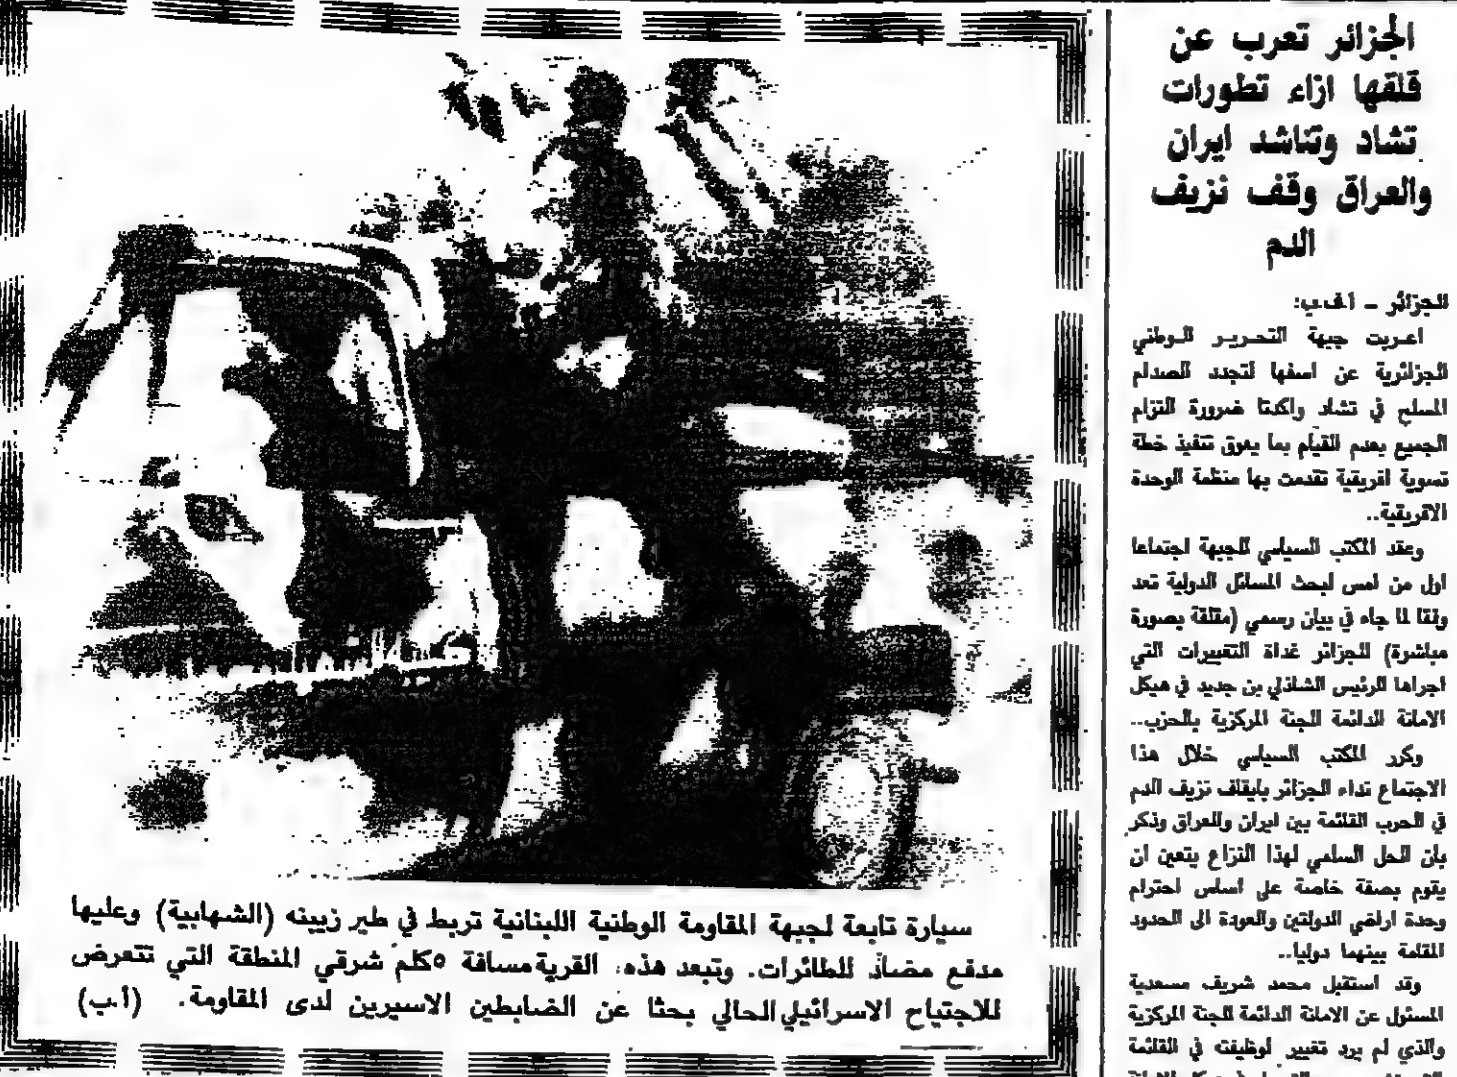 الجزائر تعرب عن
قلقها ازاء تطورات
تشاد وتناشد ايران
والعراق وقف نزيف
الدم
الجزائر ــ أ.ف.ب:
اعربت جبهة التحرير الوطني
الجزائرية عن اسفها لتجدد الصدام
المسلح في تشاد واكدتا ضرورة التزام
الجميع بعدم القيام بما يعوق تنفيذ خطة
تسوية افريقية تقدمت بها منظمة الوحدة
الافريقية..
وعقد المكتب السياسي للجبهة اجتماعا
اول من امس لبحث المسائل الدولية تعد
وفقا لما جاء في بيان رسمي (مقالة بصورة
مباشرة) للجزائر غداة التغييرات التي
اجراها الرئيس الشاذلي بن جديد في هيكل
الامانة الدائمة للجنة المركزية بالحزب..
وكرر المكتب السياسي خلال هذا
الاجتماع نداء الجزائر بايقاف نزيف الدم
في الحرب القائمة بين ايران والعراق وذكر
بأن الحل السلمي لهذا النزاع يتعين ان
يقوم بصفة خاصة على اساس احترام
وحدة اراضي الدولتين والعودة الى الحدود
القائمة بينهما دوليا..
وقد استقبل محمد شريف مسعدية
المسئول عن الامانة الدائمة للجنة المركزية
والذي لم يرد تغيير لوظيفته في القائمة
سيارة تابعة لجبهة المقاومة الوطنية اللبنانية تربط في طير زبينه (الشهابية) وعليها
مدفع مضاد للطائرات. وتبعد هذه القرية مسافة ٥كلم شرقي المنطقة التي تتعرض
للاجتياح الاسرائيلي الحالي بحثا عن الضابطين الاسيرين لدى المقاومة. (أ.ب)